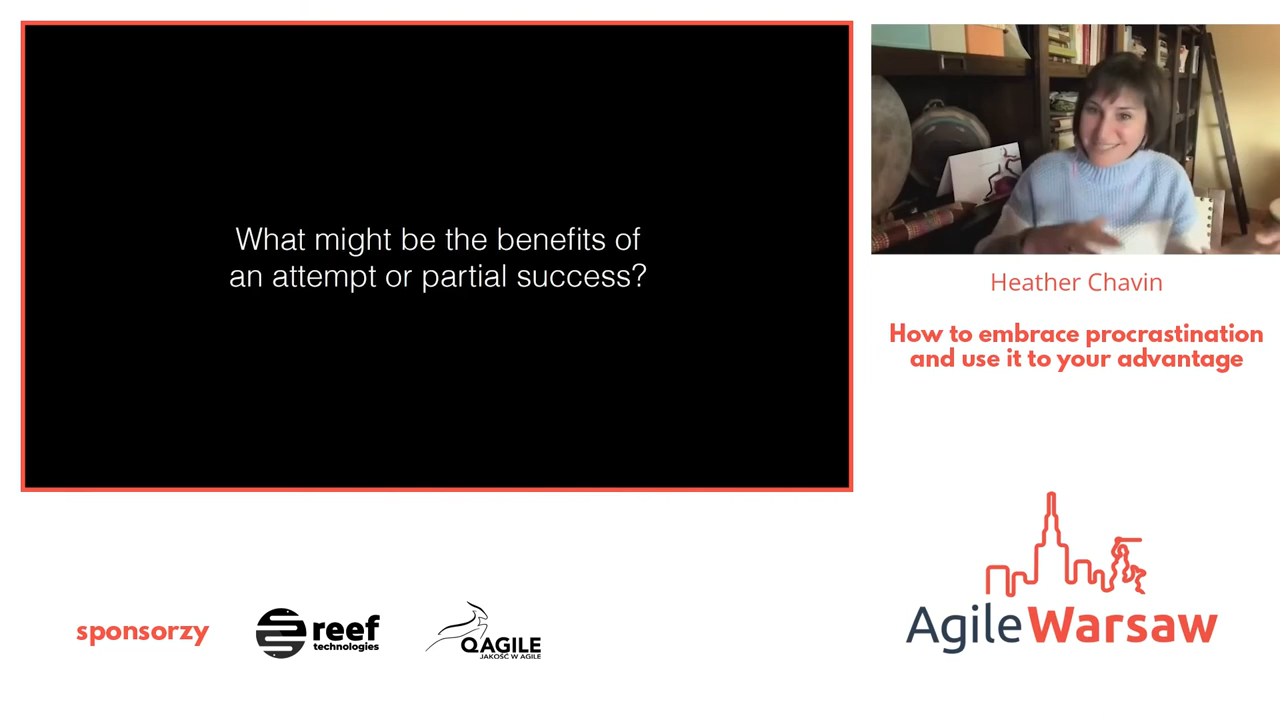 What might be the benefits of
an attempt or partial success?
Heather Chavin
How to embrace procrastination
and use it to your advantage
sponsorzy
reef
technologies
QAGILE
JAKOŚĆ W AGILE
AgileWarsaw